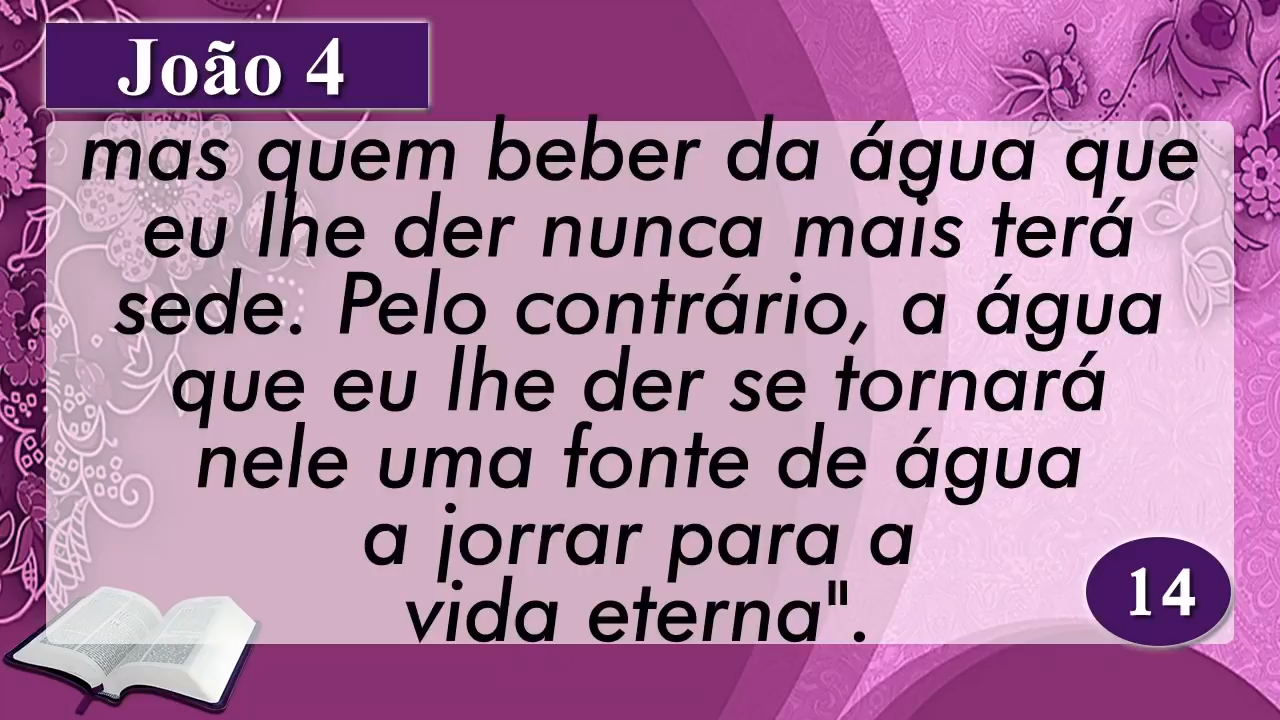 João 4
mas quem beber da água que
eu lhe der nunca mais terá
sede. Pelo contrário, a água
que eu lhe der se tornará
nele uma fonte de água
a jorrar para a
vida eterna".
14